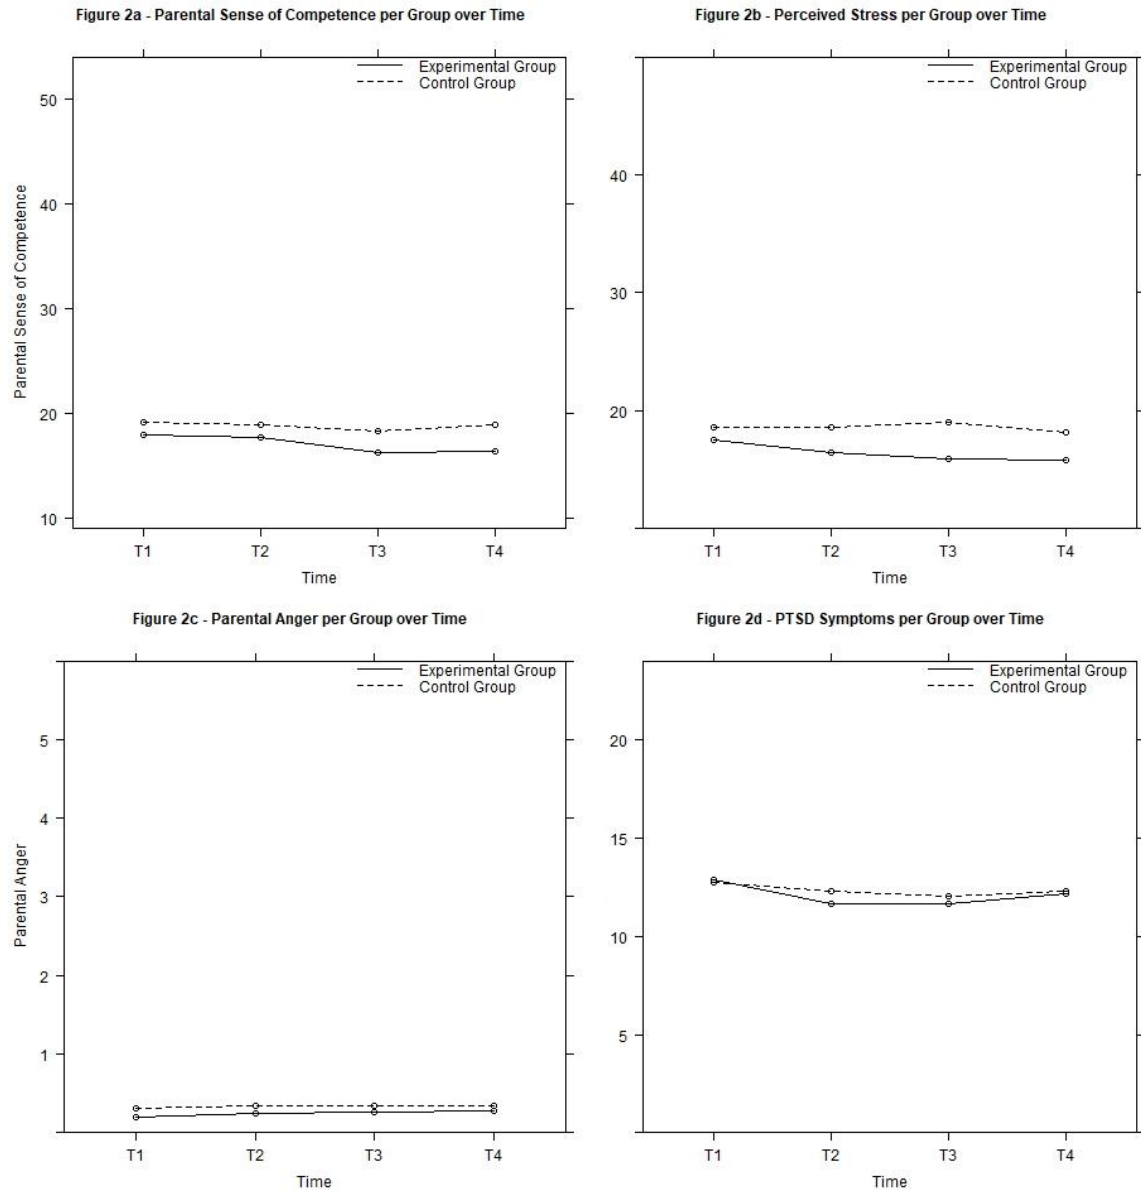 Figure 2a - Parental Sense of Competence per Group over Time
Experimental Group
Control Group
50
40
30
20
10
Parental Sense of Competence
T1 T2 T3 T4
Time
Figure 2b - Perceived Stress per Group over Time
Experimental Group
Control Group
40
30
20
T1 T2 T3 T4
Time
Figure 2c - Parental Anger per Group over Time
Experimental Group
Control Group
5
4
3
2
1
Parental Anger
T1 T2 T3 T4
Time
Figure 2d - PTSD Symptoms per Group over Time
Experimental Group
Control Group
20
15
10
5
T1 T2 T3 T4
Time